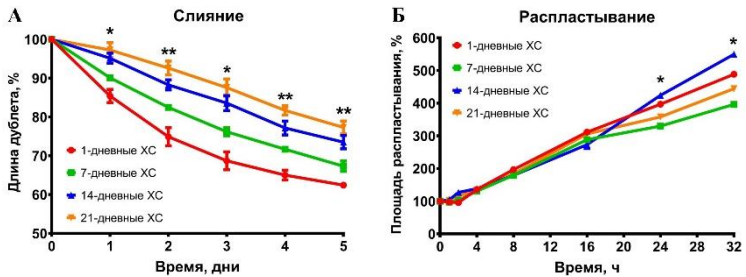 А
Слияние
Длина дублета, %
100
90
80
70
60
50
*
**
*
**
**
1-дневные ХС
7-дневные ХС
14-дневные ХС
21-дневные ХС
0
1
2
3
4
5
Время, дни
Б
Распластывание
Площадь распластывания, %
600
500
400
300
200
100
0
1-дневные ХС
7-дневные ХС
14-дневные ХС
21-дневные ХС
*
*
0
4
8
12
16
20
24
28
32
Время, ч